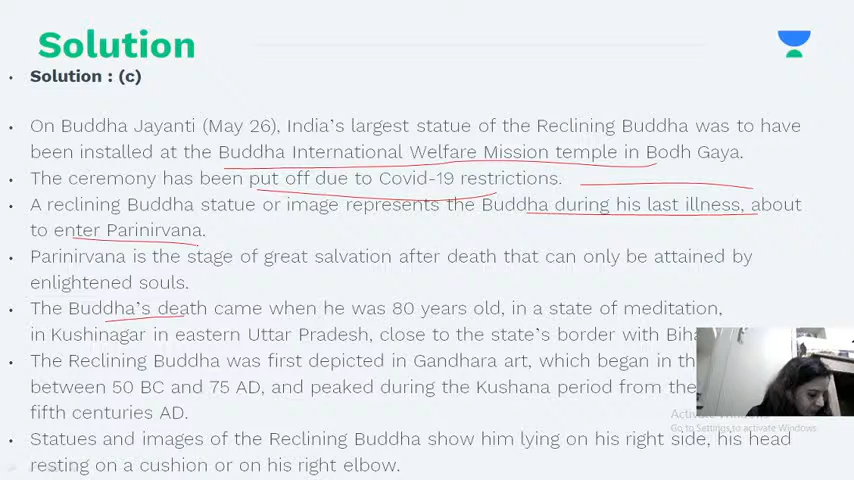 Solution
Solution : (c)
On Buddha Jayanti (May 26), India's largest statue of the Reclining Buddha was to have
been installed at the Buddha International Welfare Mission temple in Bodh Gaya.
The ceremony has been put off due to Covid-19 restrictions.
A reclining Buddha statue or image represents the Buddha during his last illness, about
to enter Parinirvana.
Parinirvana is the stage of great salvation after death that can only be attained by
enlightened souls.
The Buddha's death came when he was 80 years old, in a state of meditation,
in Kushinagar in eastern Uttar Pradesh, close to the state's border with
The Reclining Buddha was first depicted in Gandhara art, which began in
between 50 BC and 75 AD, and peaked during the Kushana period from the
fifth centuries AD.
Activate Windows
Go to Settings to activate Windows
Statues and images of the Reclining Buddha show him lying on his right side, his head
resting on a cushion or on his right elbow.